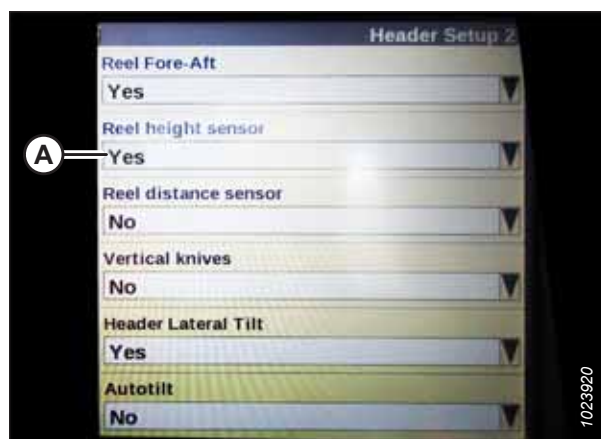 Header Setup 2
Reel Fore-Aft
Yes
Reel height sensor
A
Yes
Reel distance sensor
No
Vertical knives
No
Header Lateral Tilt
Yes
Autotilt
No
1023920